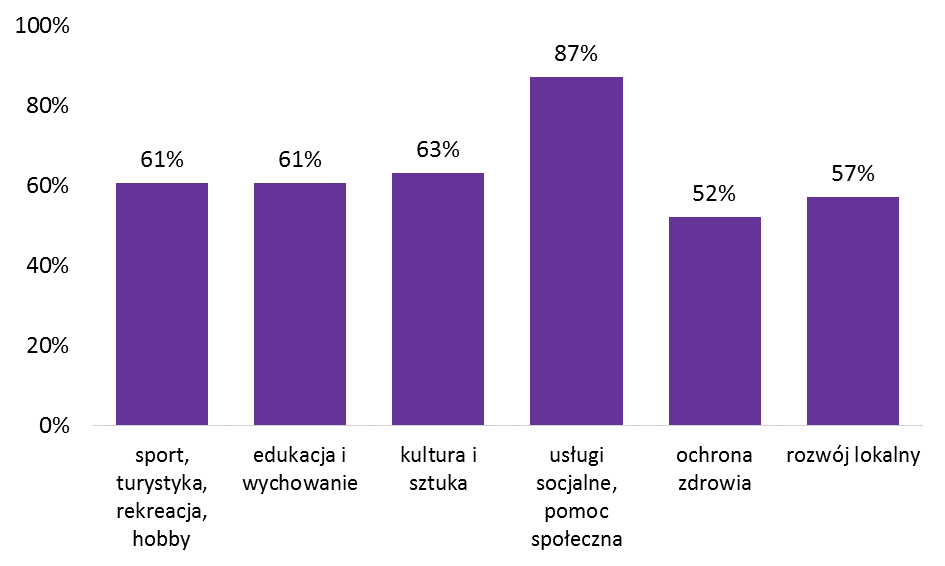 100%
80%
60%
40%
20%
0%
61%
61%
63%
87%
52%
57%
sport,
turystyka,
rekreacja,
hobby
edukacja i
wychowanie
kultura i
sztuka
usługi
socjalne,
pomoc
społeczna
ochrona
zdrowia
rozwój lokalny